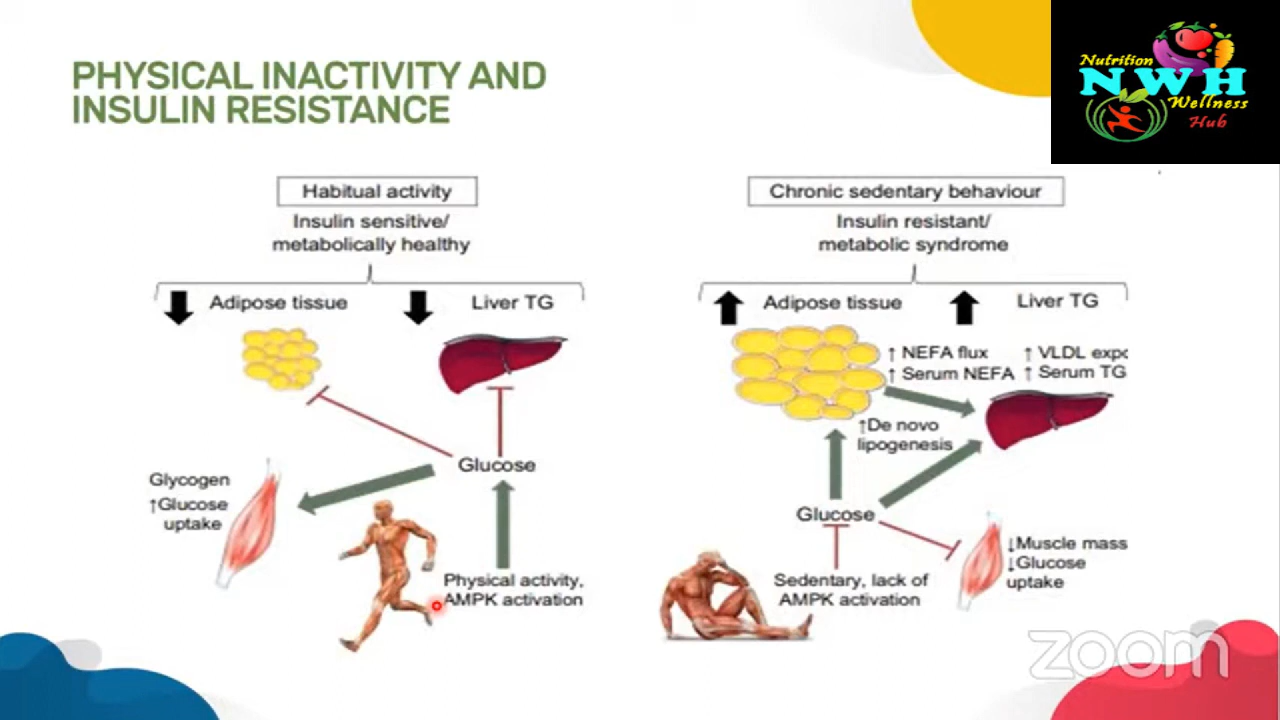 PHYSICAL INACTIVITY AND
INSULIN RESISTANCE
Nutrition
NWH
Wellness
Hub
Habitual activity
Insulin sensitive/
metabolically healthy
Adipose tissue
Liver TG
Glucose
Glycogen
↑Glucose
uptake
Physical activity,
AMPK activation
Chronic sedentary behaviour
Insulin resistant/
metabolic syndrome
Adipose tissue
Liver TG
↑ NEFA flux
↑ Serum NEFA
↑ VLDL expo
↑ Serum TG
↑De novo
lipogenesis
Glucose
↓Muscle mass
↓Glucose
uptake
Sedentary, lack of
AMPK activation
zoom